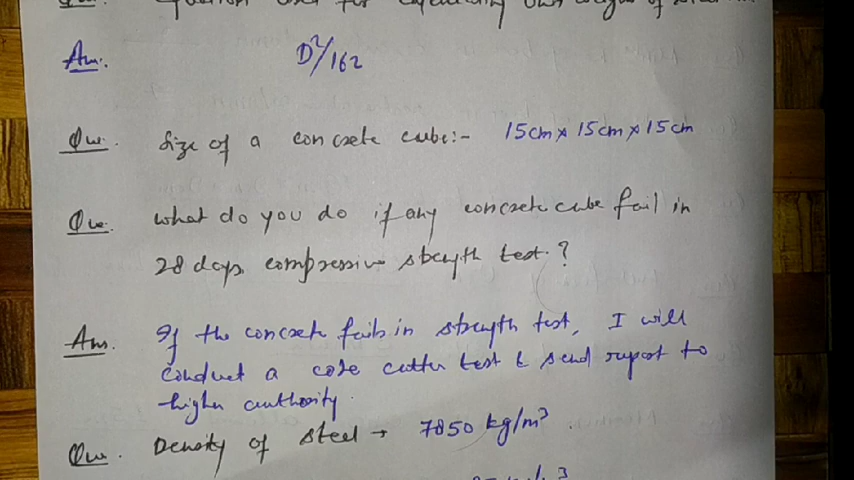 Ans. D²/162
Que. Size of a concrete cube:- 15cm x 15cm x 15cm
Que. what do you do if any concrete cube fail in
28 days compressive strength test.?
Ans. If the concrete fails in strength test, I will
conduct a core cutter test & send report to
higher authority.
Que. Density of steel → 7850 kg/m³.